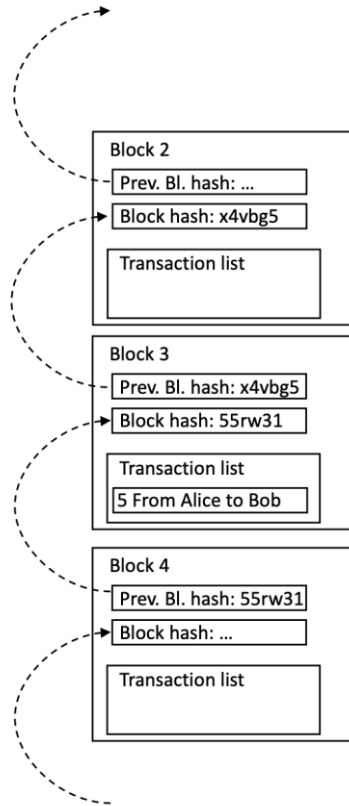 Block 2
Prev. Bl. hash: ...
Block hash: x4vbg5
Transaction list
Block 3
Prev. Bl. hash: x4vbg5
Block hash: 55rw31
Transaction list
5 From Alice to Bob
Block 4
Prev. Bl. hash: 55rw31
Block hash: ...
Transaction list